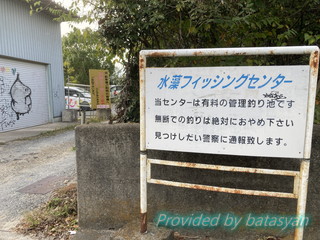 水藻フィッシングセンター
当センターは有料の管理釣り池です
無断での釣りは絶対におやめ下さい
見つけしだい警察に通報致します。
Provided by batasyan